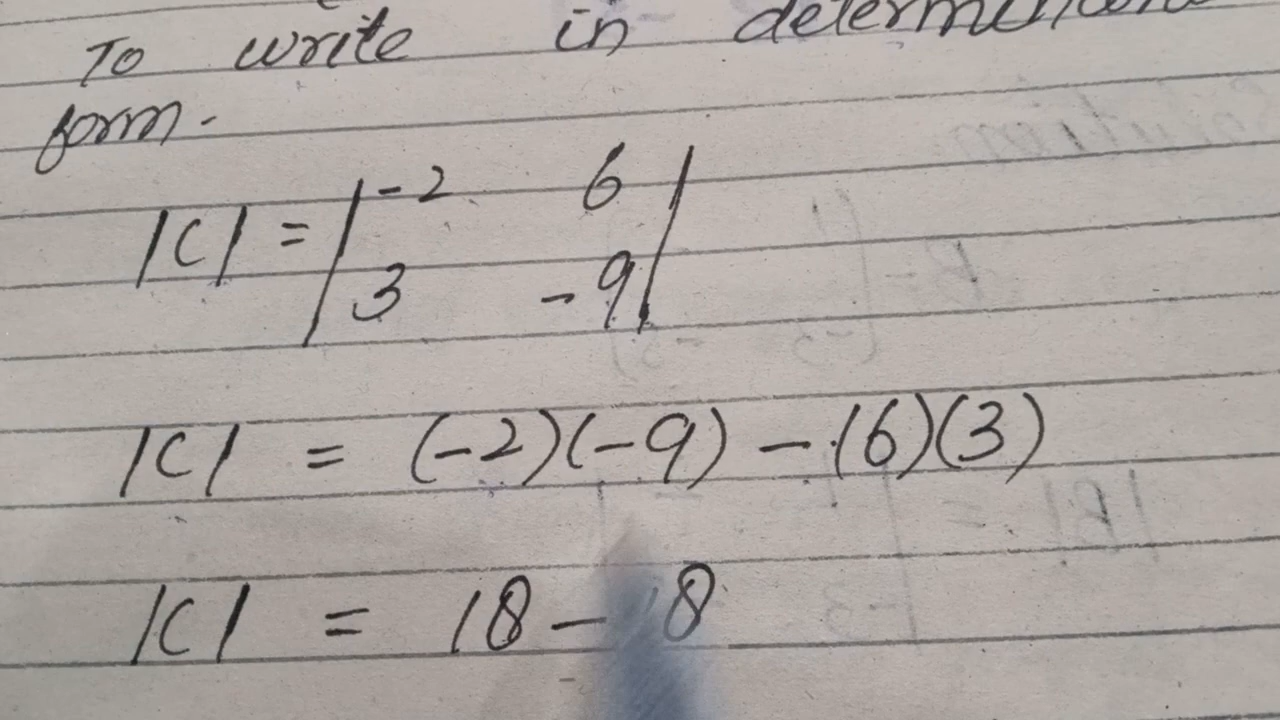 To write in
form.
|C| = | -2 6 |
| 3 -9 |
|C| = (-2)(-9) - (6)(3)
|C| = 18 - 18